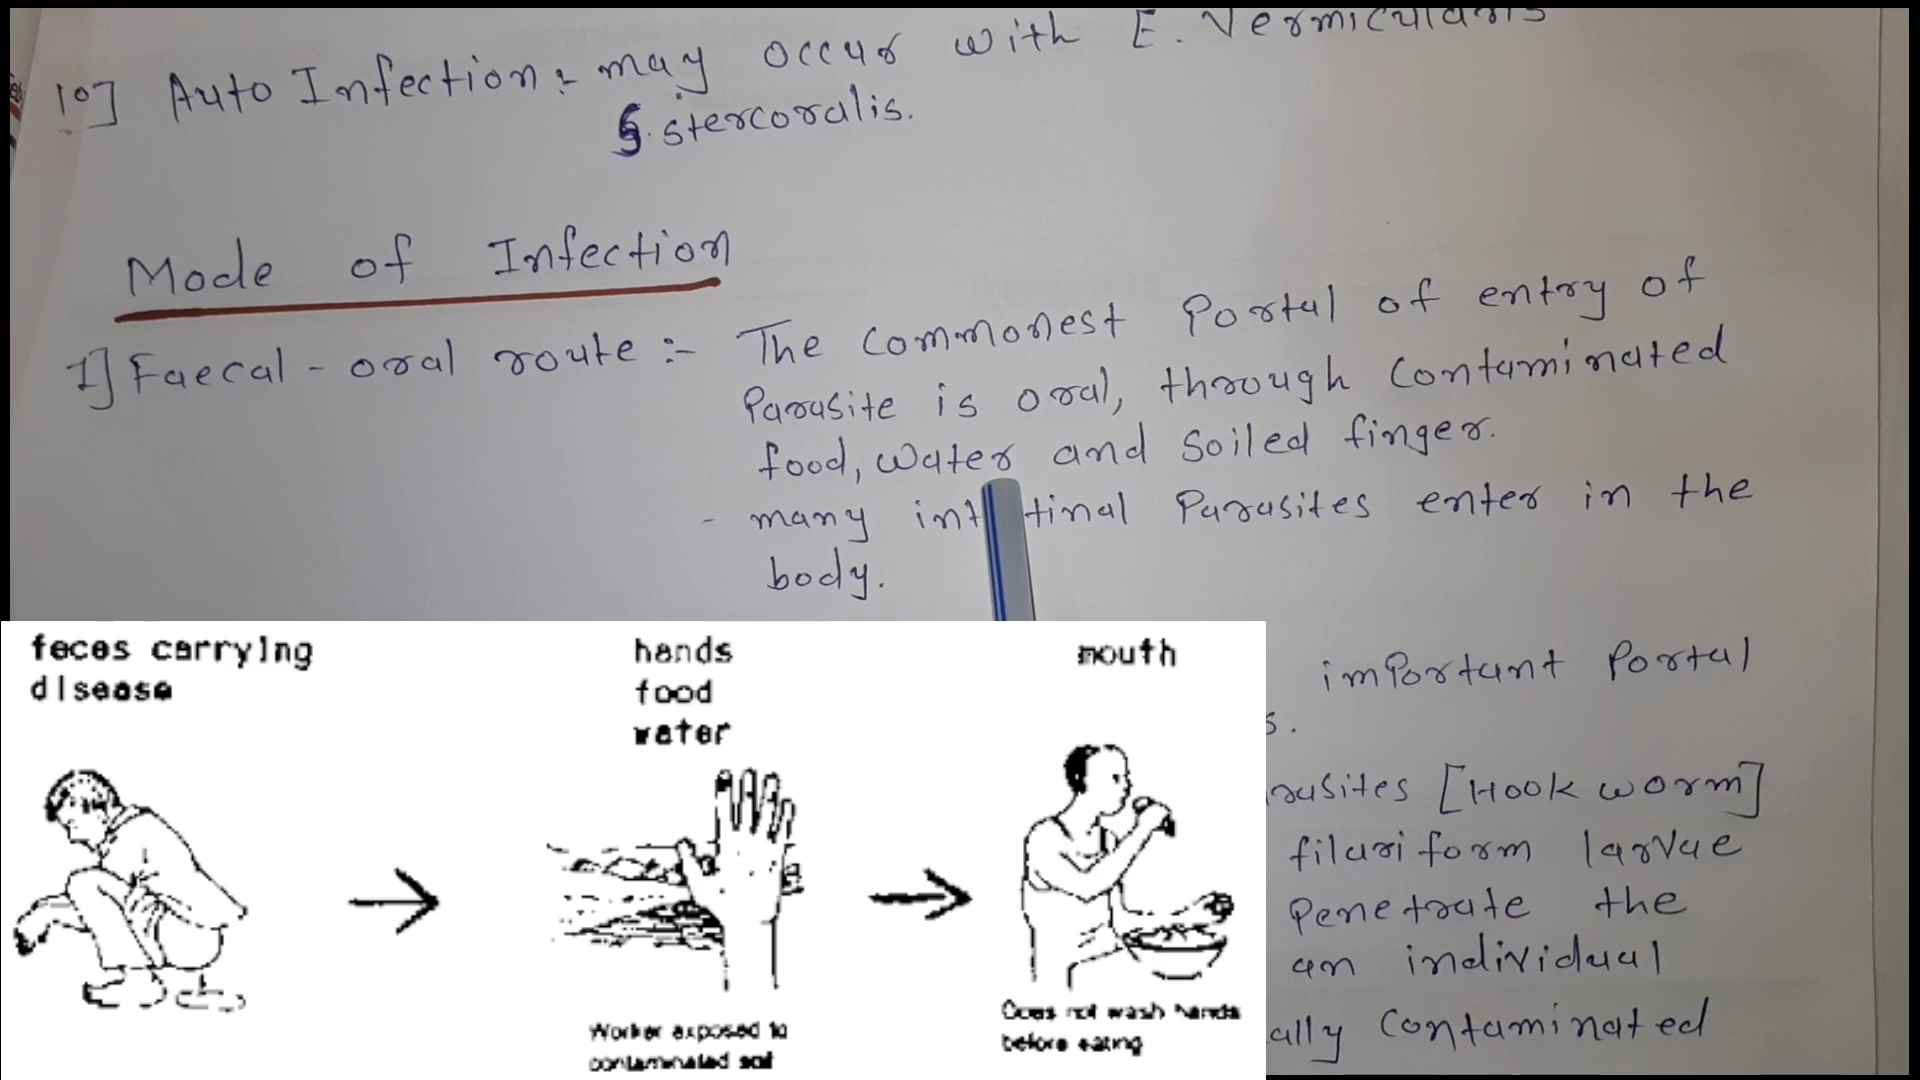 10] Auto Infection :- may occur with E. Vermicularis
S. stercoralis.
Mode of Infection
1] Faecal - oral route :- The commonest Portal of entry of
Parasite is oral, through contaminated
food, water and soiled finger.
- many int tinal Parasites enter in the
body.
important Portal
s.
rasites [Hook worm]
filariform larvae
Penetrate the
an individual
ally contaminated
feces carrying
disease
hands
food
water
mouth
Worker exposed to
contaminated soil
Does not wash hands
before eating